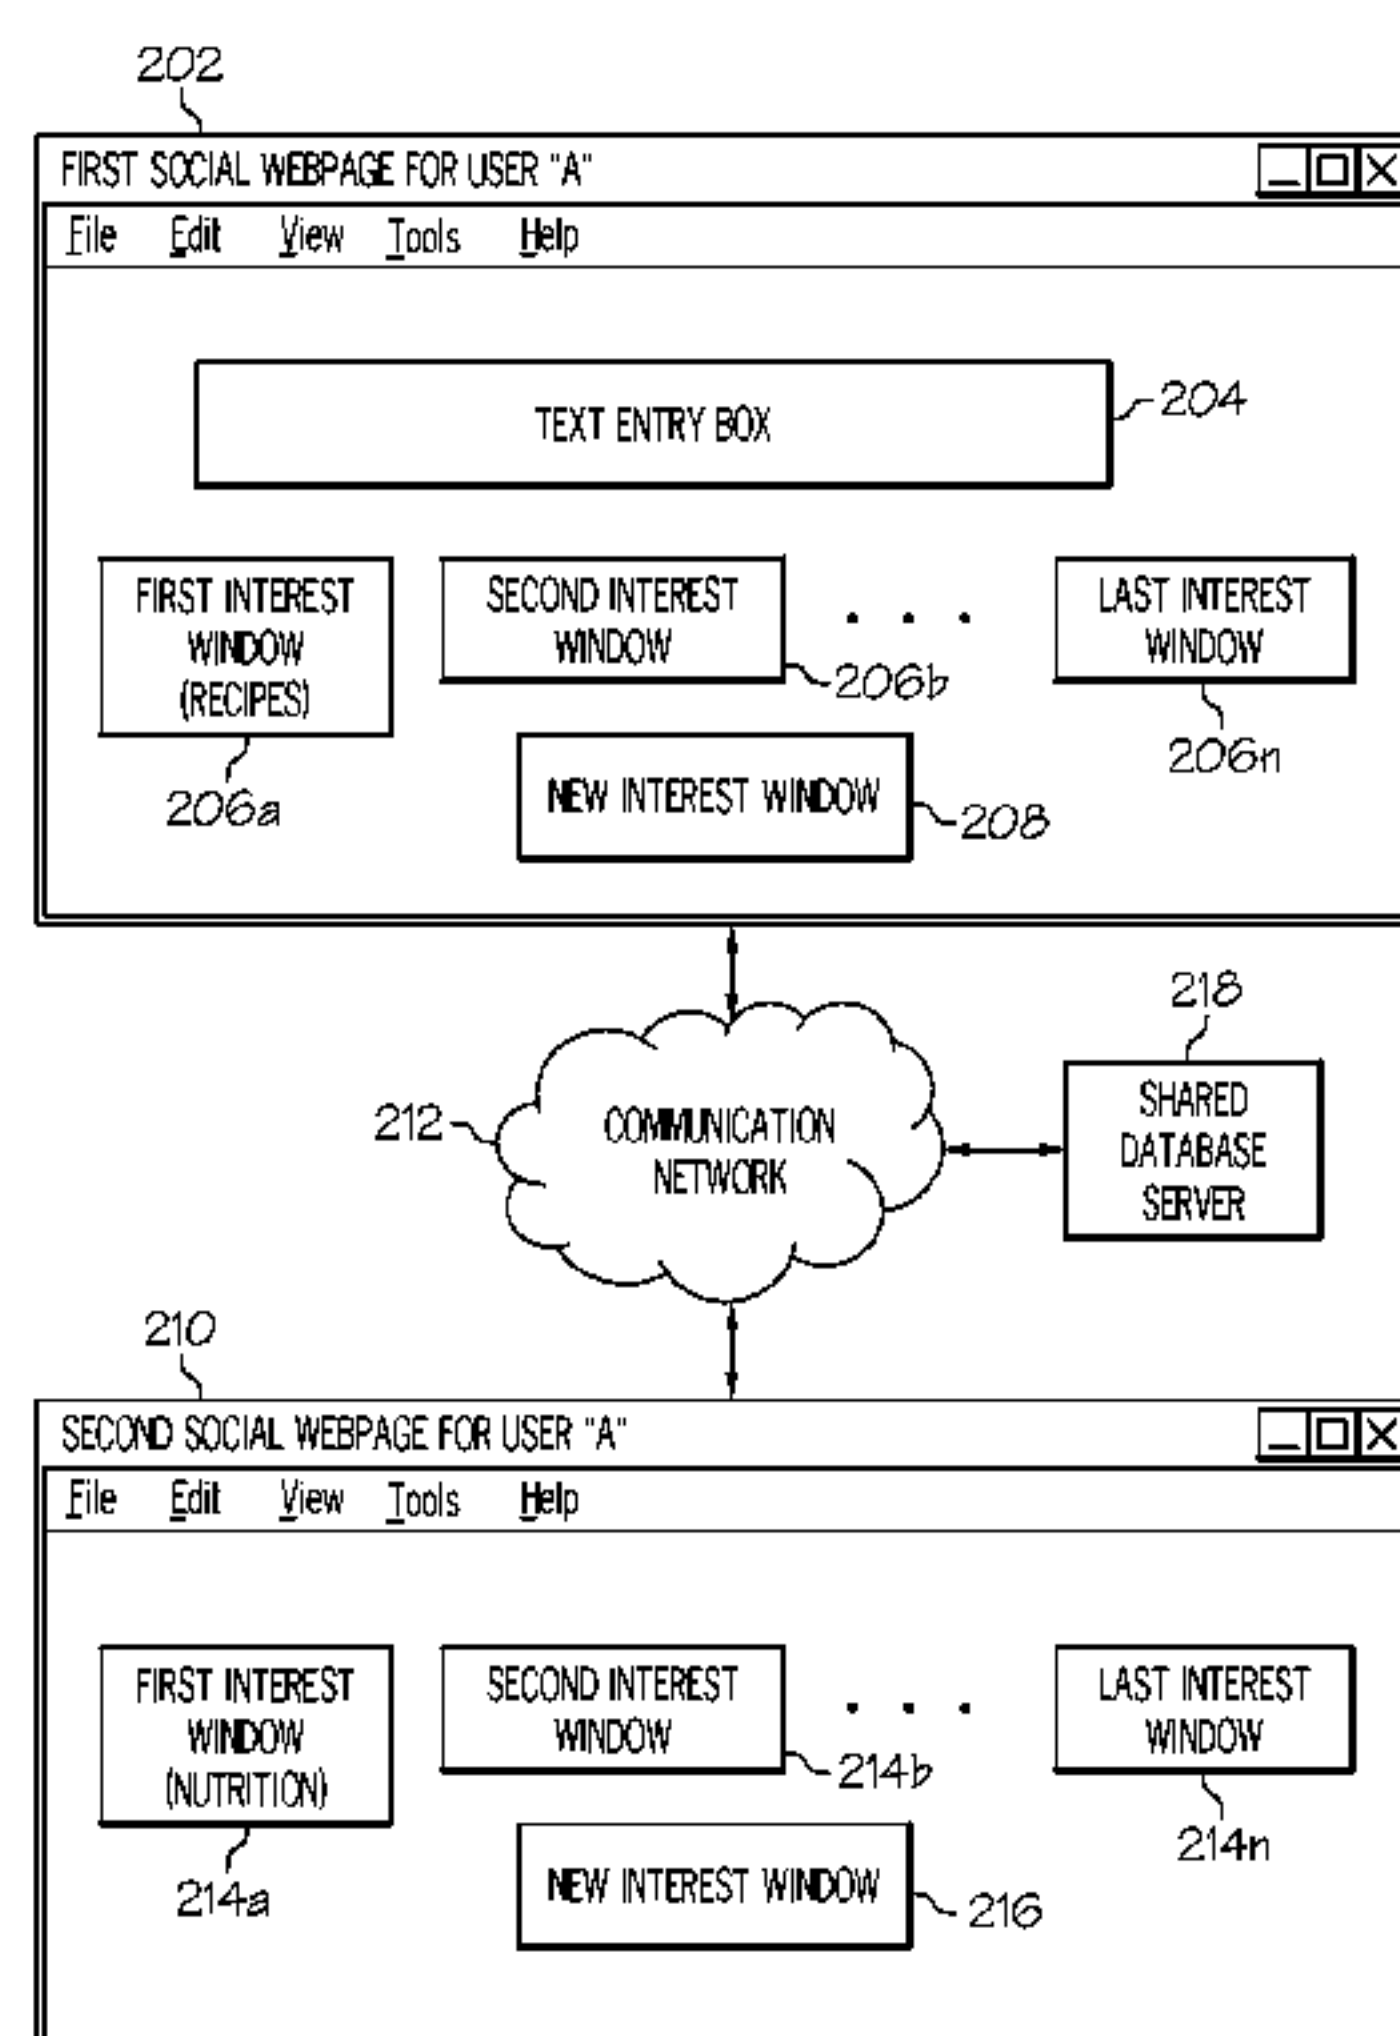 202
FIRST SOCIAL WEBPAGE FOR USER "A"
File Edit View Tools Help
TEXT ENTRY BOX
204
FIRST INTEREST
WINDOW
(RECIPES)
206a
SECOND INTEREST
WINDOW
206b
. . .
LAST INTEREST
WINDOW
206n
NEW INTEREST WINDOW
208
212
COMMUNICATION
NETWORK
218
SHARED
DATABASE
SERVER
210
SECOND SOCIAL WEBPAGE FOR USER "A"
File Edit View Tools Help
FIRST INTEREST
WINDOW
(NUTRITION)
214a
SECOND INTEREST
WINDOW
214b
. . .
LAST INTEREST
WINDOW
214n
NEW INTEREST WINDOW
216